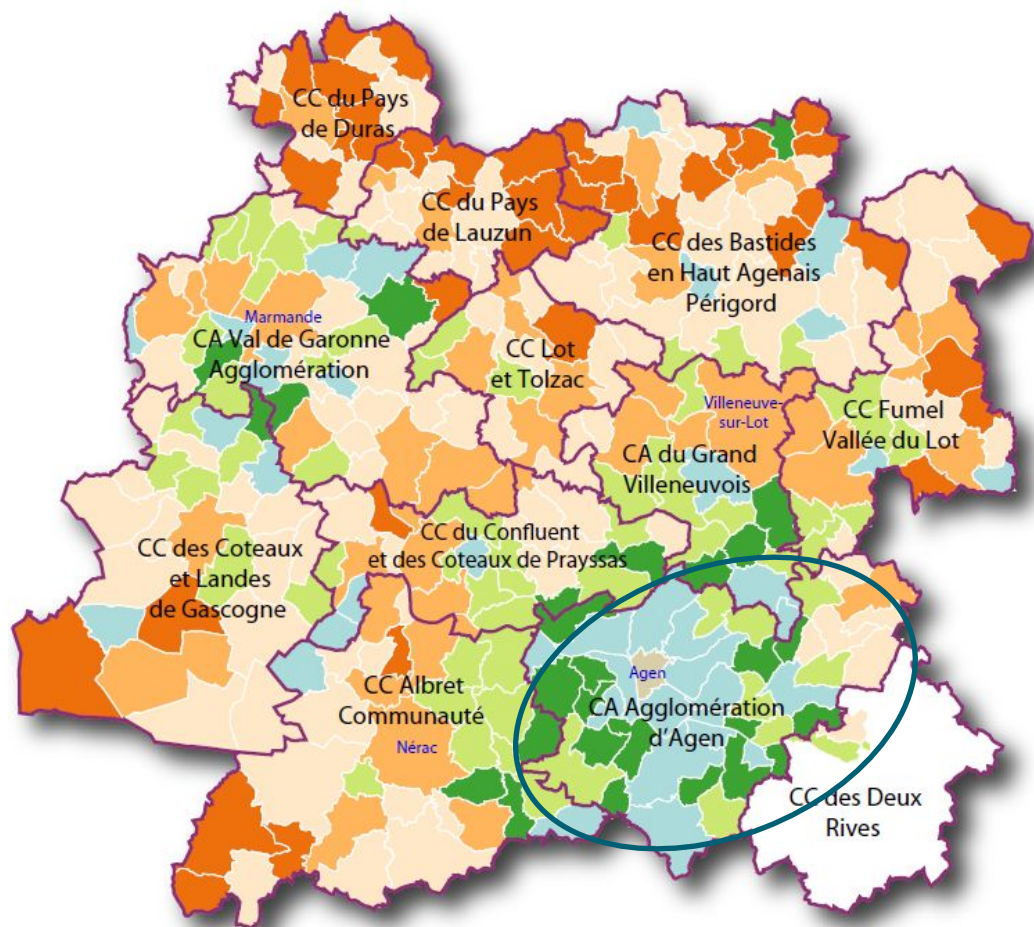 CC du Pays
de Duras
CC du Pays
de Lauzun
CC des Bastides
en Haut Agenais
Périgord
Marmande
CA Val de Garonne
Agglomération
CC Lot
et Tolzac
Villeneuve-
sur-Lot
CC Fumel
Vallée du Lot
CA du Grand
Villeneuvois
CC du Confluent
et des Coteaux de Prayssas
CC des Coteaux
et Landes
de Gascogne
Agen
CA Agglomération
d'Agen
CC Albret
Communauté
Nérac
CC des Deux
Rives